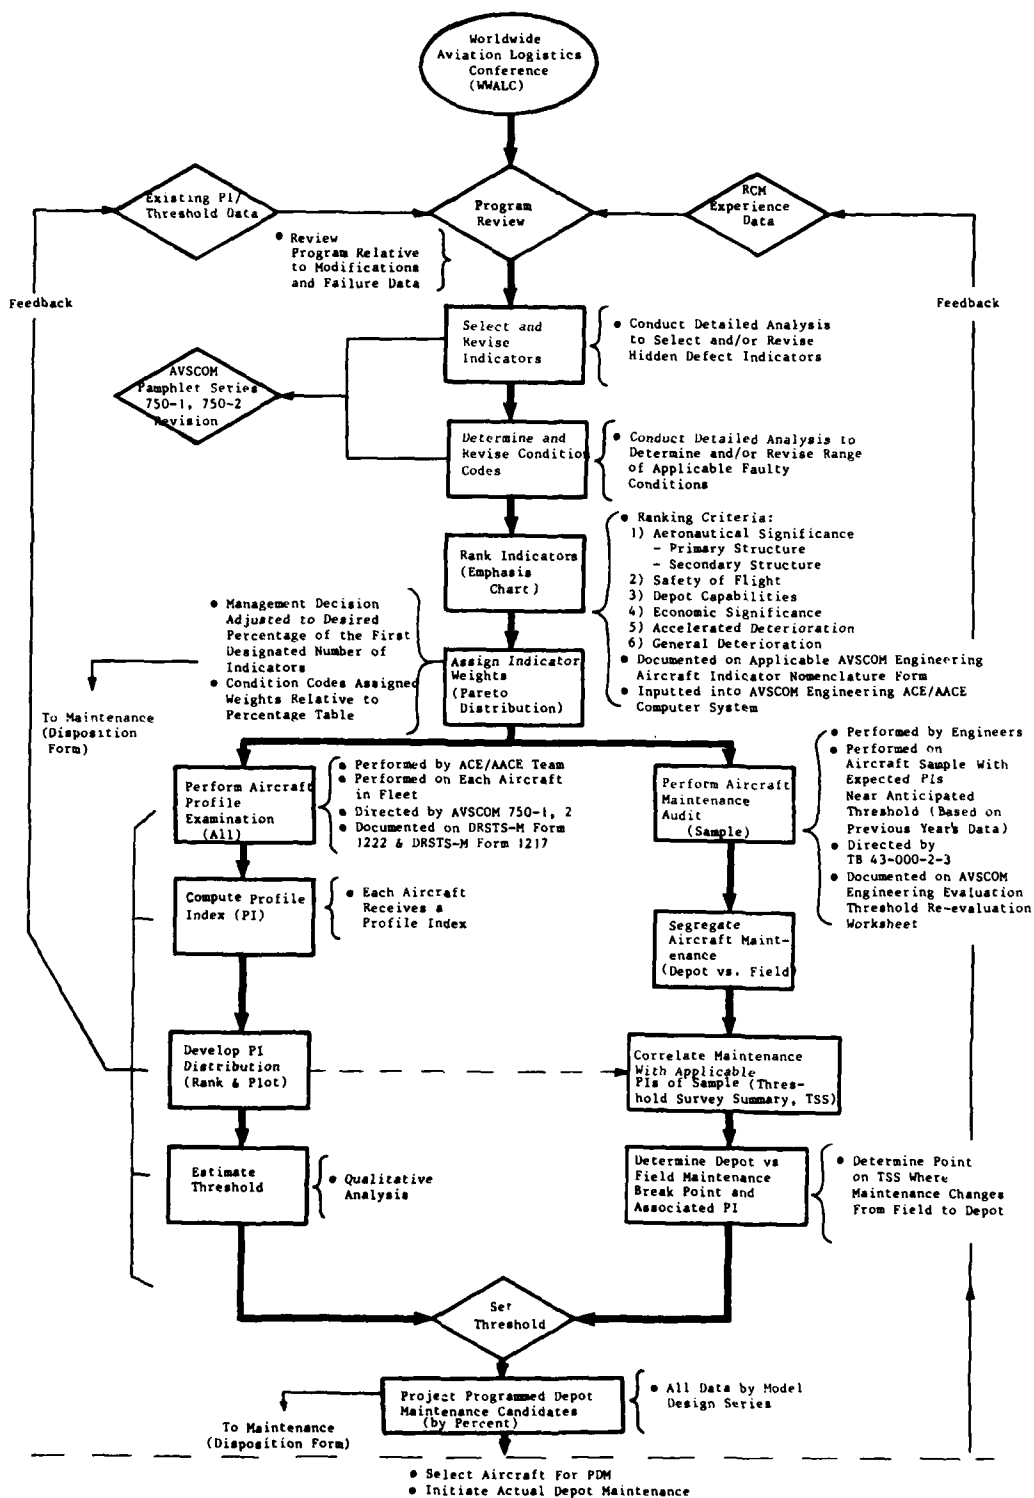 Worldwide
Aviation Logistics
Conference
(WWALC)
Existing PI/
Threshold Data
Program
Review
RCM
Experience
Data
• Review
Program Relative
to Modifications
and Failure Data
Feedback
Feedback
Select and
Revise
Indicators
• Conduct Detailed Analysis
to Select and/or Revise
Hidden Defect Indicators
AVSCOM
Pamphlet Series
750-1, 750-2
Revision
Determine and
Revise Condition
Codes
• Conduct Detailed Analysis to
Determine and/or Revise Range
of Applicable Faulty
Conditions
Rank Indicators
(Emphasis
Chart)
• Ranking Criteria:
1) Aeronautical Significance
- Primary Structure
- Secondary Structure
2) Safety of Flight
3) Depot Capabilities
4) Economic Significance
5) Accelerated Deterioration
6) General Deterioration
• Documented on Applicable AVSCOM Engineering
Aircraft Indicator Nomenclature Form
• Inputted into AVSCOM Engineering ACE/AACE
Computer System
• Management Decision
Adjusted to Desired
Percentage of the First
Designated Number of
Indicators
• Condition Codes Assigned
Weights Relative to
Percentage Table
Assign Indicator
Weights
(Pareto
Distribution)
To Maintenance
(Disposition
Form)
Perform Aircraft
Profile
Examination
(All)
• Performed by ACE/AACE Team
• Performed on Each Aircraft
in Fleet
• Directed by AVSCOM 750-1, 2
• Documented on DRSTS-M Form
1222 & DRSTS-M Form 1217
Perform Aircraft
Maintenance
Audit
(Sample)
• Performed by Engineers
• Performed on
Aircraft Sample With
Expected PIs
Near Anticipated
Threshold (Based on
Previous Year's Data)
• Directed by
TB 43-000-2-3
• Documented on AVSCOM
Engineering Evaluation
Threshold Re-evaluation
Worksheet
Compute Profile
Index (PI)
• Each Aircraft
Receives a
Profile Index
Segregate
Aircraft Maint-
enance
(Depot vs. Field)
Develop PI
Distribution
(Rank & Plot)
Correlate Maintenance
With Applicable
PIs of Sample (Thres-
hold Survey Summary, TSS)
Estimate
Threshold
• Qualitative
Analysis
Determine Depot vs
Field Maintenance
Break Point and
Associated PI
• Determine Point
on TSS Where
Maintenance Changes
From Field to Depot
Set
Threshold
Project Programmed Depot
Maintenance Candidates
(by Percent)
• All Data by Model
Design Series
To Maintenance
(Disposition Form)
• Select Aircraft For PDM
• Initiate Actual Depot Maintenance